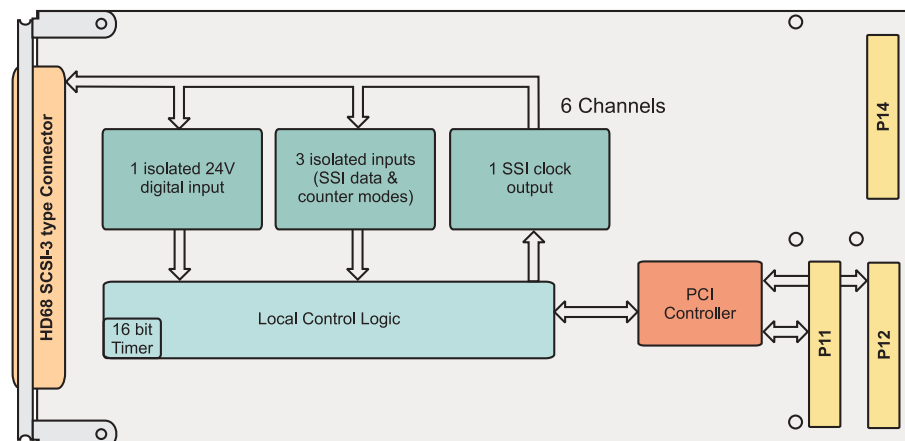 HD68 SCSI-3 type Connector
6 Channels
1 isolated 24V
digital input
3 isolated inputs
(SSI data &
counter modes)
1 SSI clock
output
P14
Local Control Logic
16 bit
Timer
PCI
Controller
P11
P12